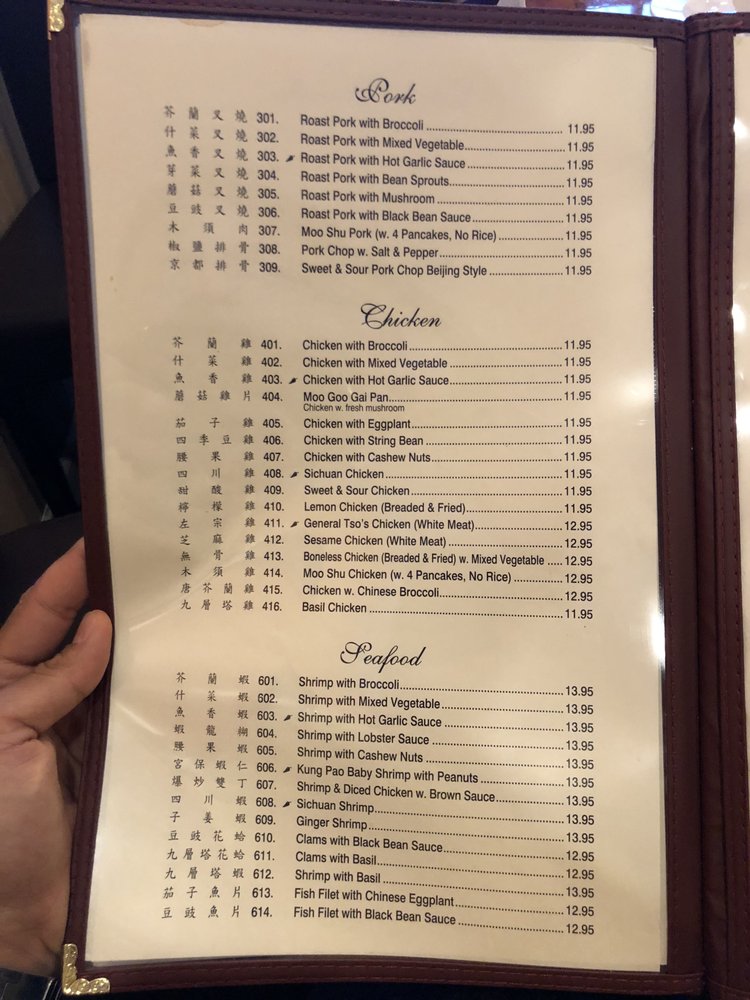 Pork
芥蘭叉燒 301. Roast Pork with Broccoli 11.95
什菜叉燒 302. Roast Pork with Mixed Vegetable 11.95
魚香叉燒 303. Roast Pork with Hot Garlic Sauce 11.95
芽菜叉燒 304. Roast Pork with Bean Sprouts 11.95
蘑菇叉燒 305. Roast Pork with Mushroom 11.95
豆豉叉燒 306. Roast Pork with Black Bean Sauce 11.95
木須肉 307. Moo Shu Pork (w. 4 Pancakes, No Rice) 11.95
椒鹽排骨 308. Pork Chop w. Salt & Pepper 11.95
京都排骨 309. Sweet & Sour Pork Chop Beijing Style 11.95
Chicken
芥蘭雞 401. Chicken with Broccoli 11.95
什菜雞 402. Chicken with Mixed Vegetable 11.95
魚香雞 403. Chicken with Hot Garlic Sauce 11.95
蘑菇雞片 404. Moo Goo Gai Pan 11.95
Chicken w. fresh mushroom
茄子雞 405. Chicken with Eggplant 11.95
四季豆雞 406. Chicken with String Bean 11.95
腰果雞 407. Chicken with Cashew Nuts 11.95
四川雞 408. Sichuan Chicken 11.95
甜酸雞 409. Sweet & Sour Chicken 11.95
檸檬雞 410. Lemon Chicken (Breaded & Fried) 11.95
左宗雞 411. General Tso's Chicken (White Meat) 12.95
芝麻雞 412. Sesame Chicken (White Meat) 12.95
無骨雞 413. Boneless Chicken (Breaded & Fried) w. Mixed Vegetable 12.95
木須雞 414. Moo Shu Chicken (w. 4 Pancakes, No Rice) 12.95
唐芥蘭雞 415. Chicken w. Chinese Broccoli 12.95
九層塔雞 416. Basil Chicken 11.95
Seafood
芥蘭蝦 601. Shrimp with Broccoli 13.95
什菜蝦 602. Shrimp with Mixed Vegetable 13.95
魚香蝦 603. Shrimp with Hot Garlic Sauce 13.95
蝦龍糊 604. Shrimp with Lobster Sauce 13.95
腰果蝦 605. Shrimp with Cashew Nuts 13.95
宮保蝦仁 606. Kung Pao Baby Shrimp with Peanuts 13.95
爆炒雙丁 607. Shrimp & Diced Chicken w. Brown Sauce 13.95
四川蝦 608. Sichuan Shrimp 13.95
子姜蝦 609. Ginger Shrimp 13.95
豆豉花蛤 610. Clams with Black Bean Sauce 12.95
九層塔花蛤 611. Clams with Basil 12.95
九層塔蝦 612. Shrimp with Basil 13.95
茄子魚片 613. Fish Filet with Chinese Eggplant 12.95
豆豉魚片 614. Fish Filet with Black Bean Sauce 12.95